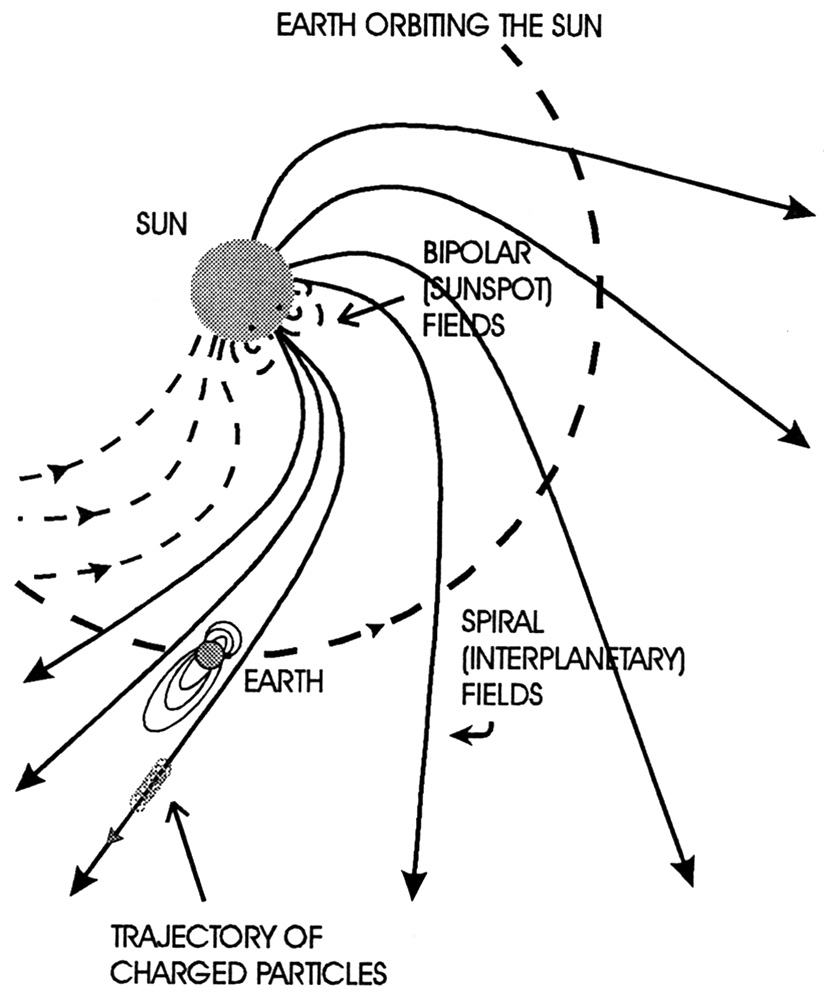 EARTH ORBITING THE SUN
SUN
BIPOLAR
(SUNSPOT)
FIELDS
SPIRAL
(INTERPLANETARY)
FIELDS
EARTH
TRAJECTORY OF
CHARGED PARTICLES